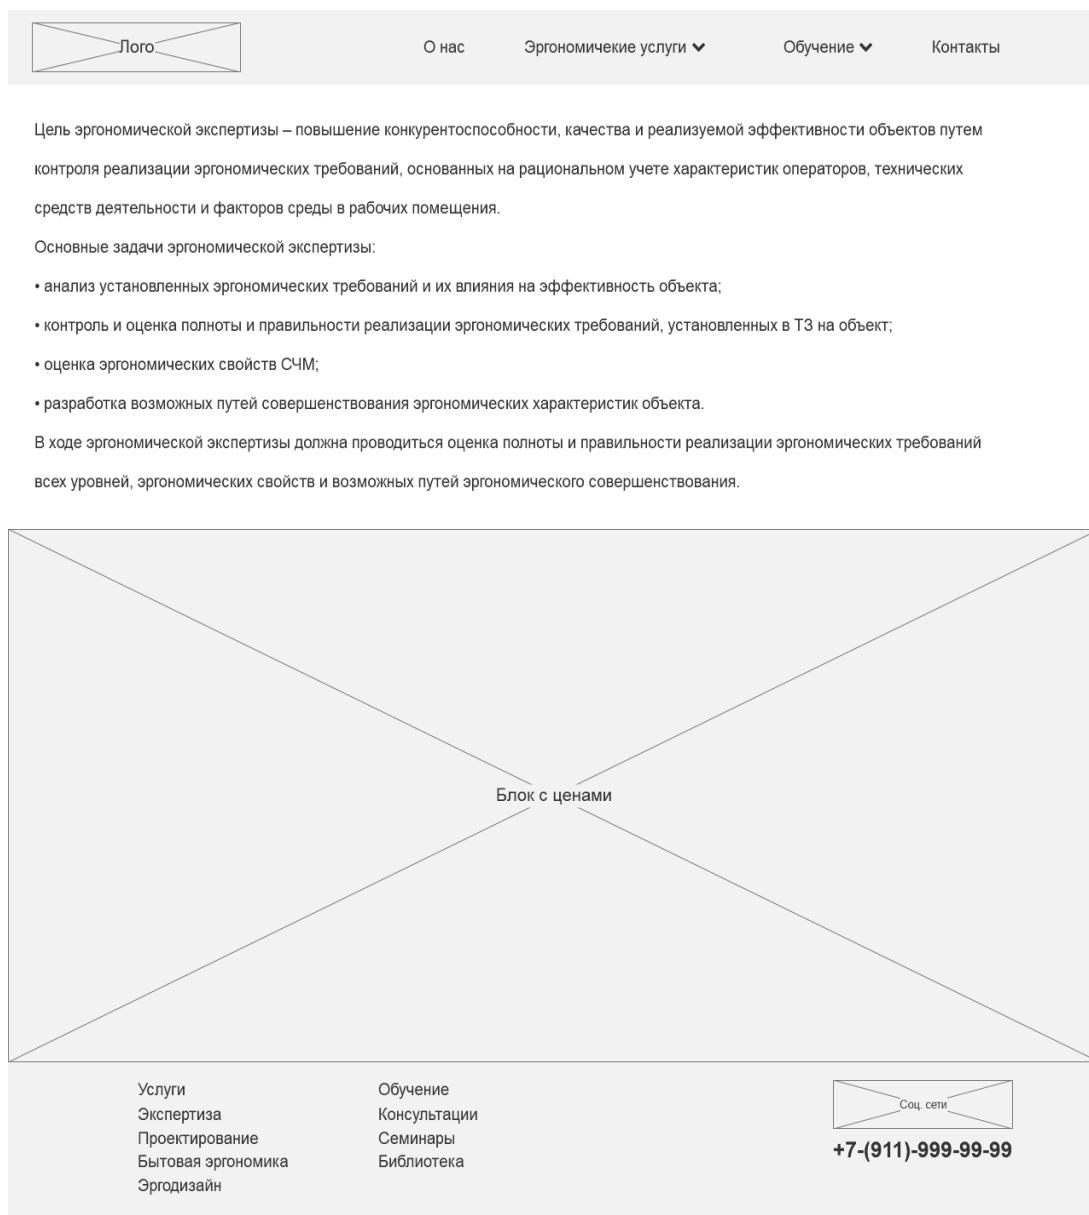 Лого
О нас Эргономичекие услуги Обучение Контакты
Цель эргономической экспертизы – повышение конкурентоспособности, качества и реализуемой эффективности объектов путем
контроля реализации эргономических требований, основанных на рациональном учете характеристик операторов, технических
средств деятельности и факторов среды в рабочих помещения.
Основные задачи эргономической экспертизы:
• анализ установленных эргономических требований и их влияния на эффективность объекта;
• контроль и оценка полноты и правильности реализации эргономических требований, установленных в ТЗ на объект;
• оценка эргономических свойств СЧМ;
• разработка возможных путей совершенствования эргономических характеристик объекта.
В ходе эргономической экспертизы должна проводиться оценка полноты и правильности реализации эргономических требований
всех уровней, эргономических свойств и возможных путей эргономического совершенствования.
Блок с ценами
Услуги
Экспертиза
Проектирование
Бытовая эргономика
Эргодизайн
Обучение
Консультации
Семинары
Библиотека
Соц. сети
+7-(911)-999-99-99